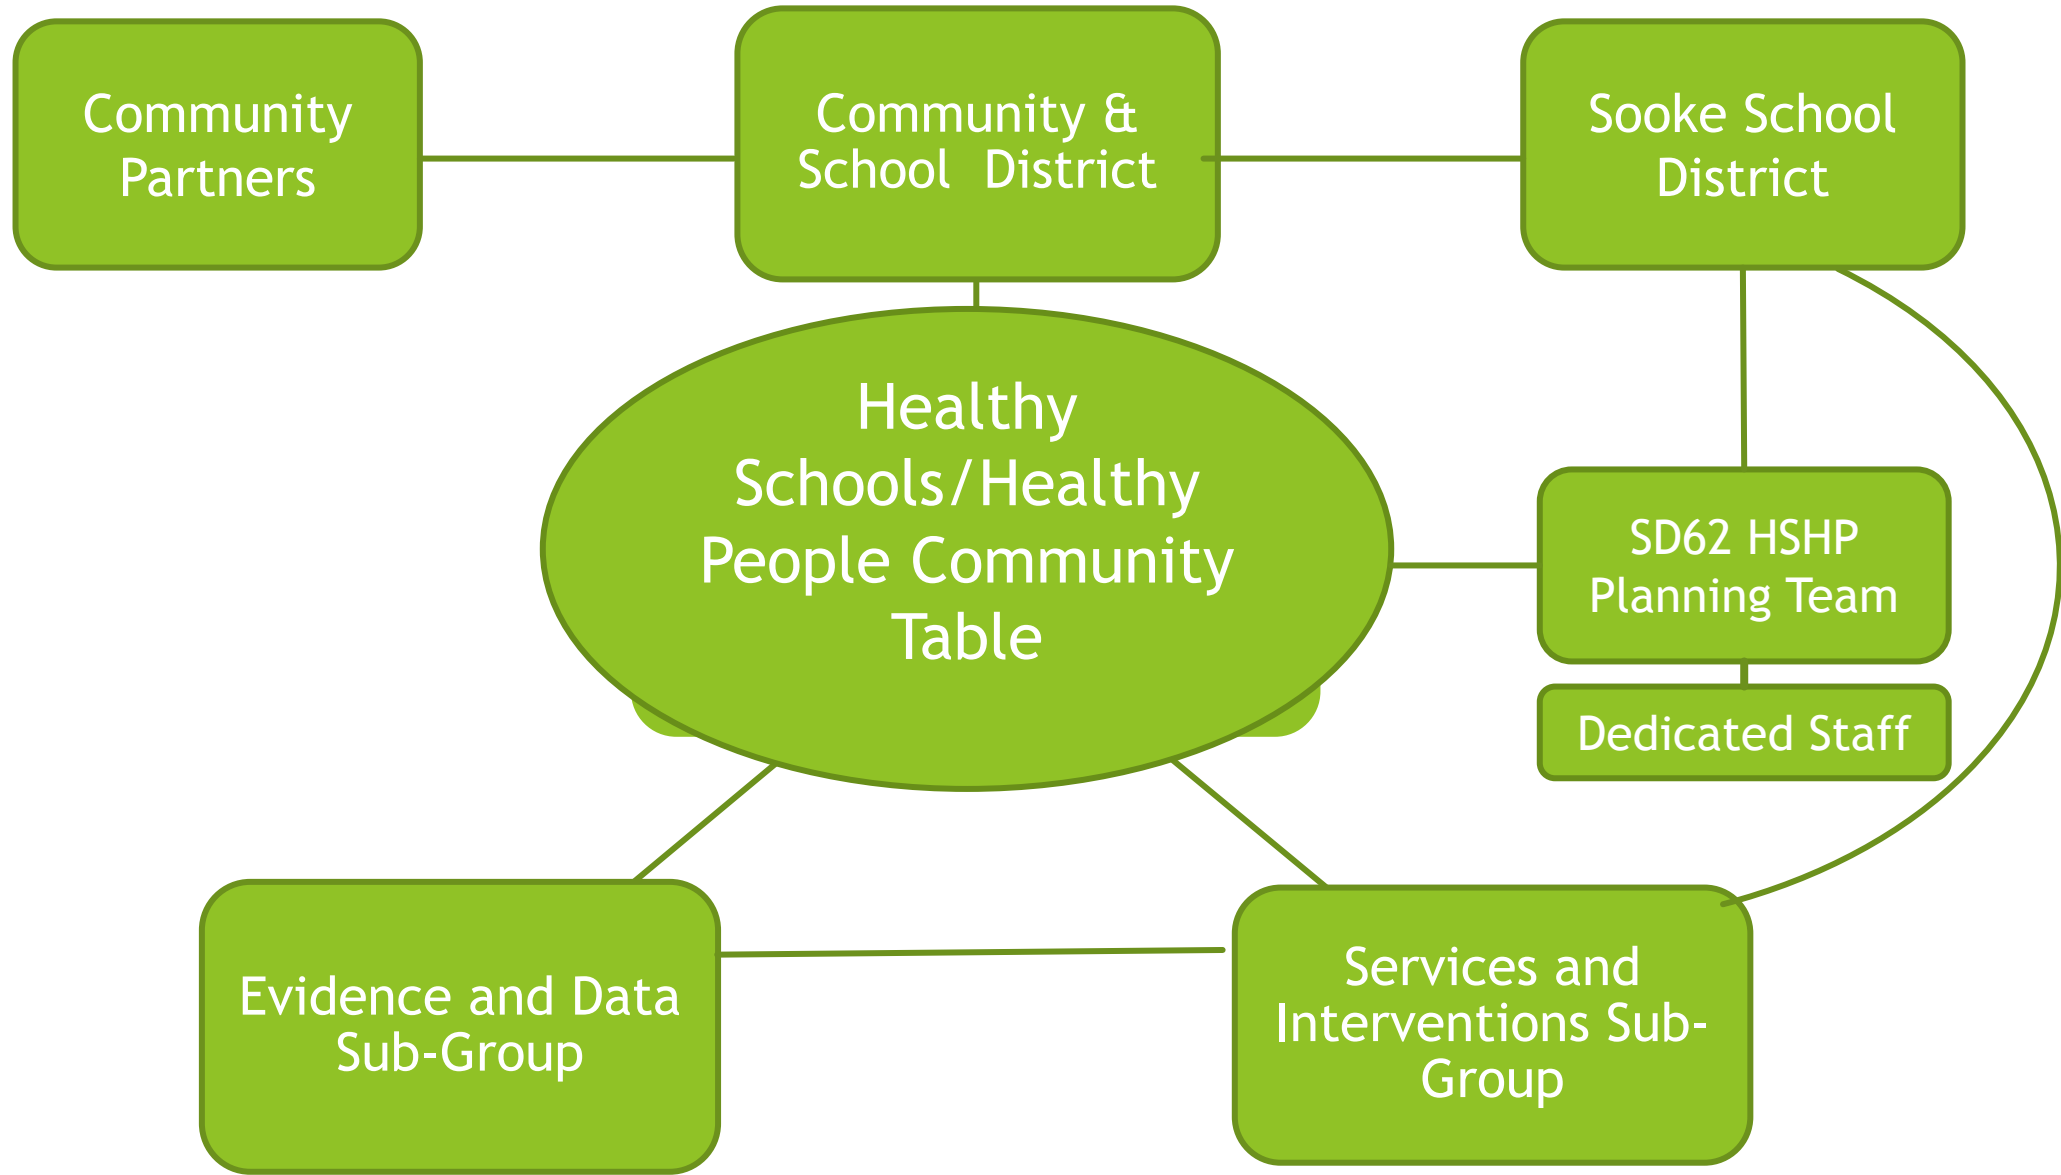 Community
Partners
Community &
School  District
Sooke School
District
Healthy
Schools/Healthy
People Community
Table
SD62 HSHP
Planning Team
Dedicated Staff
Evidence and Data
Sub-Group
Services and
Interventions Sub-
Group